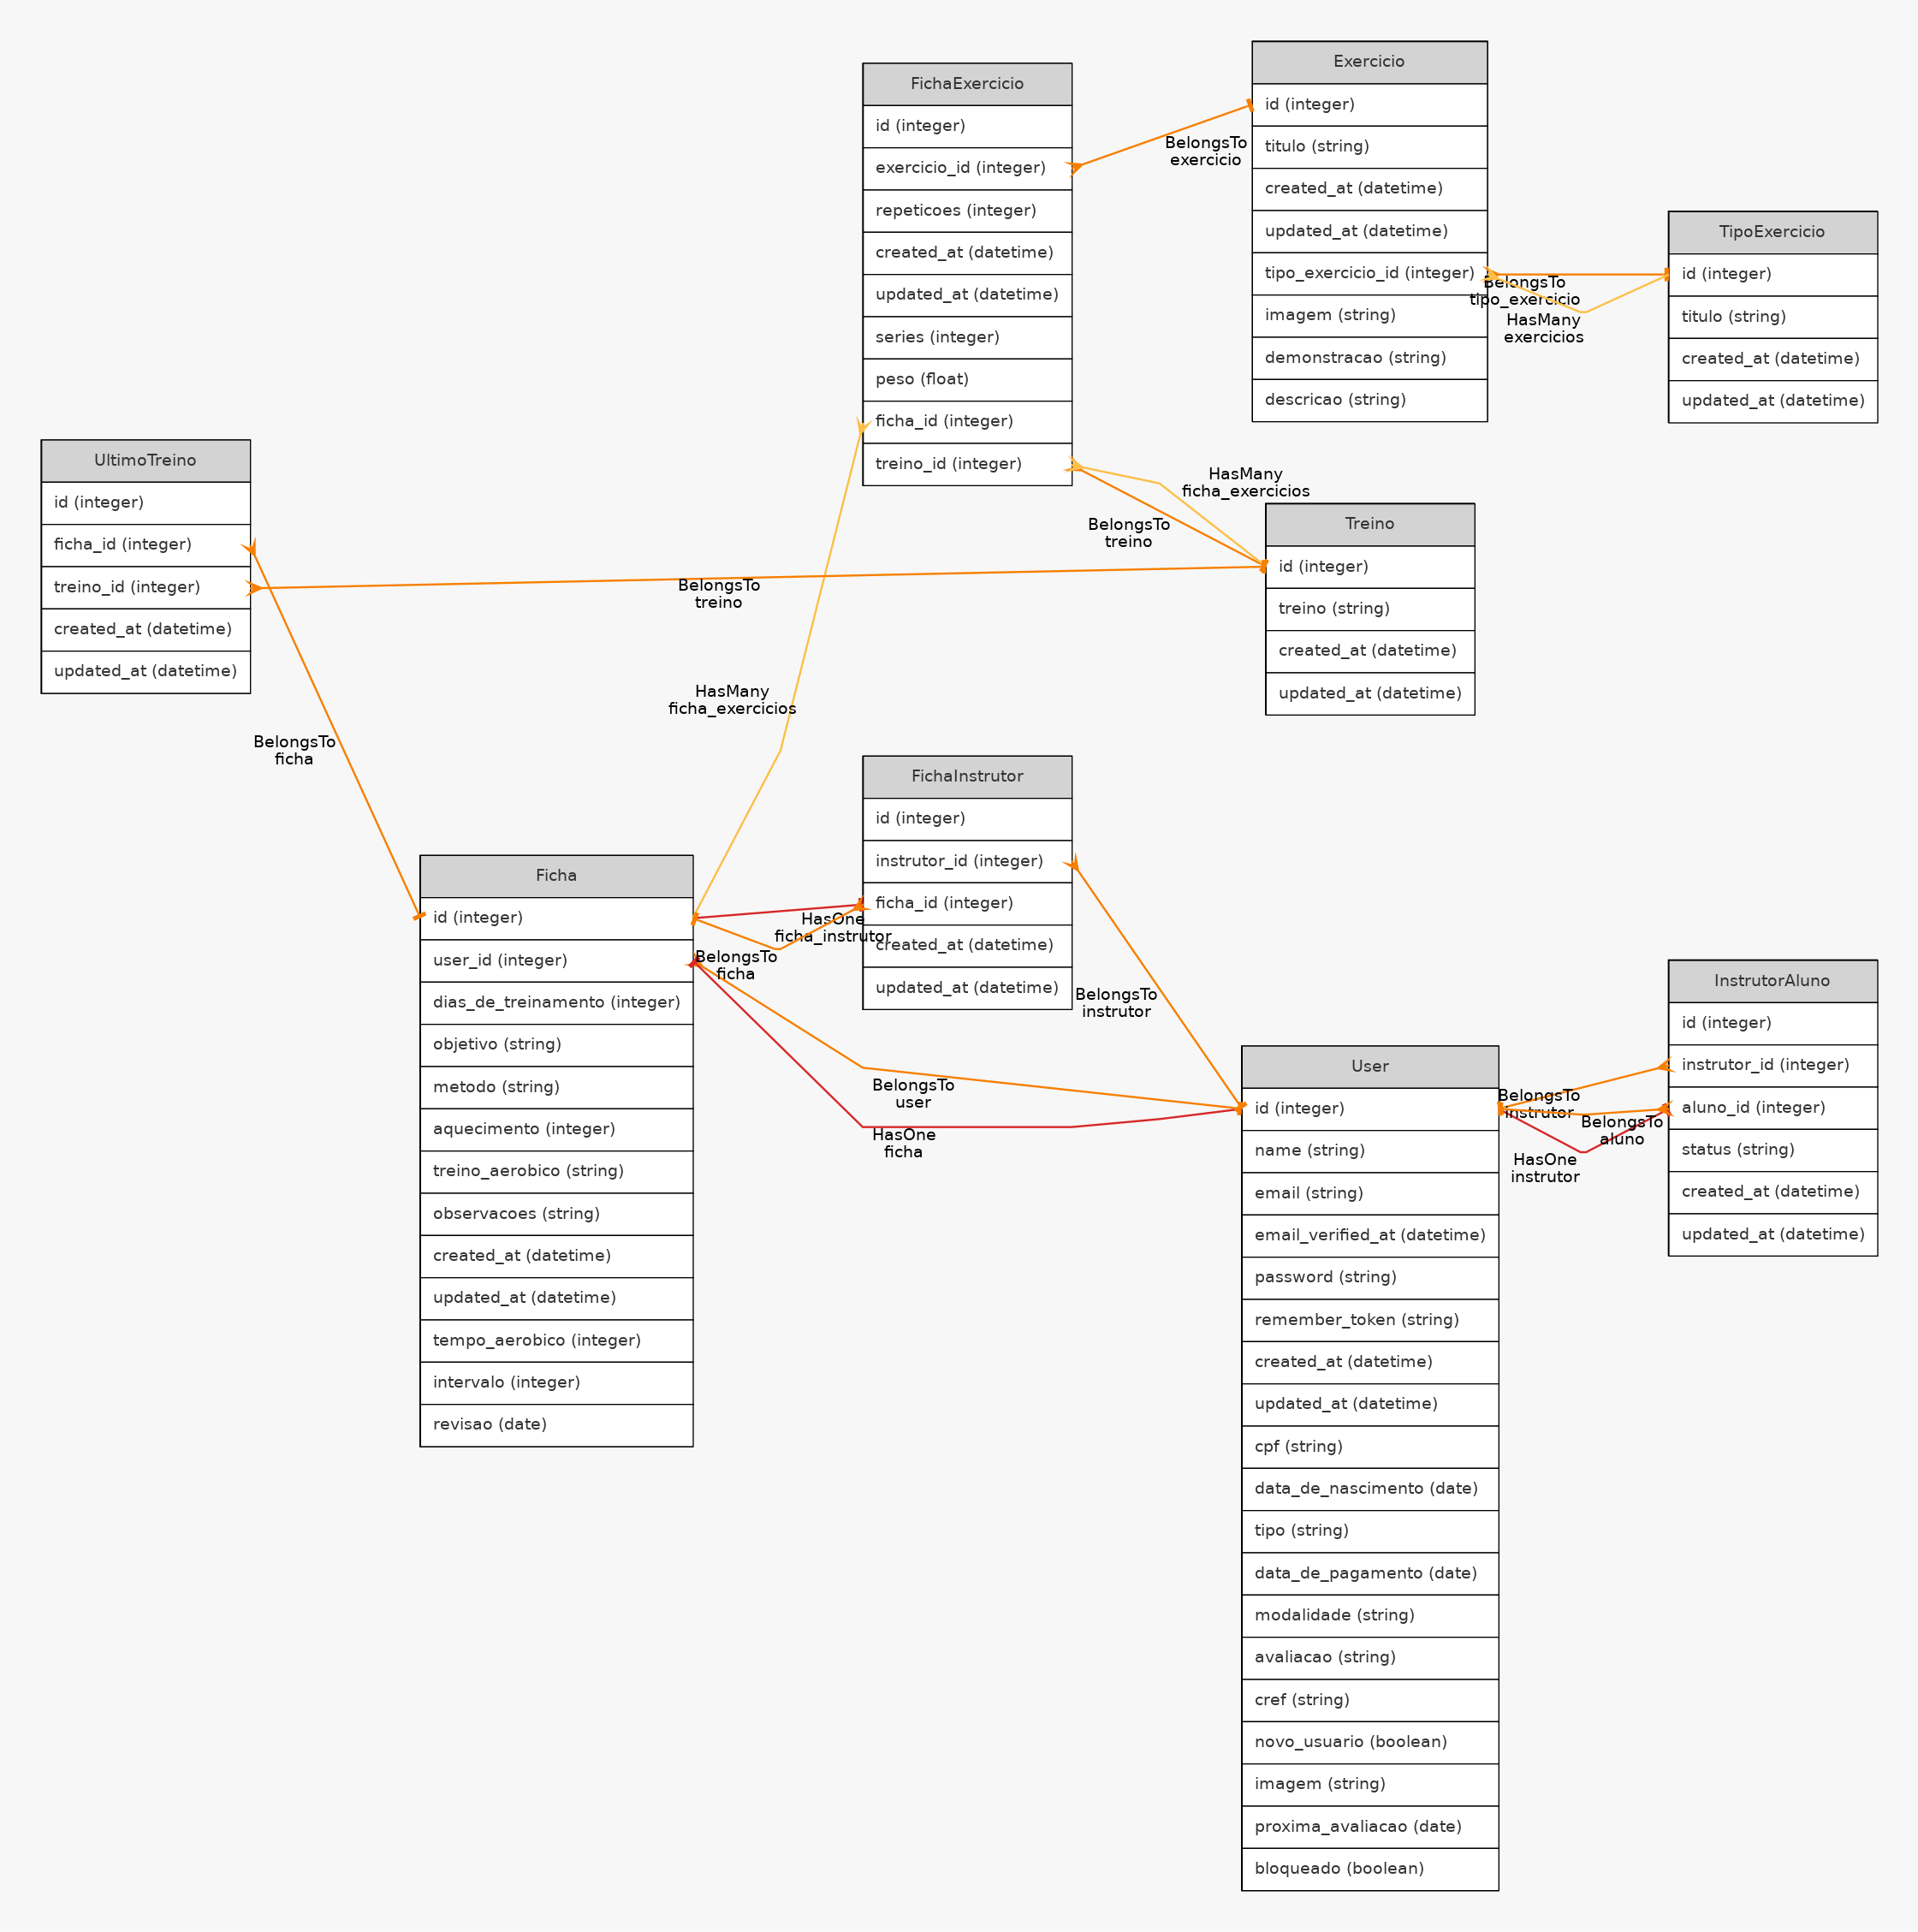 FichaExercicio
id (integer)
exercicio_id (integer)
repeticoes (integer)
created_at (datetime)
updated_at (datetime)
series (integer)
peso (float)
ficha_id (integer)
treino_id (integer)
BelongsTo
exercicio
Exercicio
id (integer)
titulo (string)
created_at (datetime)
updated_at (datetime)
tipo_exercicio_id (integer)
imagem (string)
demonstracao (string)
descricao (string)
BelongsTo
tipo_exercicio
HasMany
exercicios
TipoExercicio
id (integer)
titulo (string)
created_at (datetime)
updated_at (datetime)
UltimoTreino
id (integer)
ficha_id (integer)
treino_id (integer)
created_at (datetime)
updated_at (datetime)
HasMany
ficha_exercicios
BelongsTo
treino
Treino
id (integer)
treino (string)
created_at (datetime)
updated_at (datetime)
BelongsTo
treino
HasMany
ficha_exercicios
BelongsTo
ficha
FichaInstrutor
id (integer)
instrutor_id (integer)
ficha_id (integer)
created_at (datetime)
updated_at (datetime)
Ficha
id (integer)
user_id (integer)
dias_de_treinamento (integer)
objetivo (string)
metodo (string)
aquecimento (integer)
treino_aerobico (string)
observacoes (string)
created_at (datetime)
updated_at (datetime)
tempo_aerobico (integer)
intervalo (integer)
revisao (date)
HasOne
ficha_instrutor
BelongsTo
ficha
BelongsTo
instrutor
BelongsTo
user
HasOne
ficha
User
id (integer)
name (string)
email (string)
email_verified_at (datetime)
password (string)
remember_token (string)
created_at (datetime)
updated_at (datetime)
cpf (string)
data_de_nascimento (date)
tipo (string)
data_de_pagamento (date)
modalidade (string)
avaliacao (string)
cref (string)
novo_usuario (boolean)
imagem (string)
proxima_avaliacao (date)
bloqueado (boolean)
BelongsTo
instrutor
BelongsTo
aluno
HasOne
instrutor
InstrutorAluno
id (integer)
instrutor_id (integer)
aluno_id (integer)
status (string)
created_at (datetime)
updated_at (datetime)